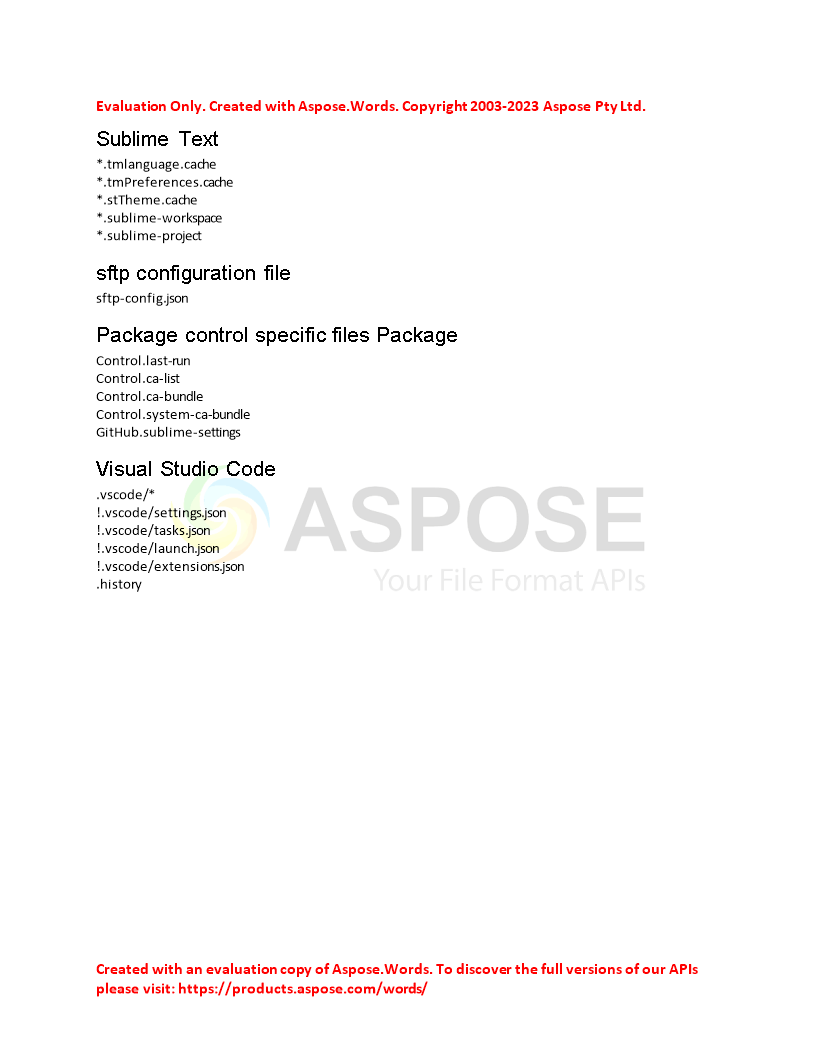 Evaluation Only. Created with Aspose.Words. Copyright 2003-2023 Aspose Pty Ltd.
Sublime Text
*.tmlanguage.cache
*.tmPreferences.cache
*.stTheme.cache
*.sublime-workspace
*.sublime-project
sftp configuration file
sftp-config.json
Package control specific files Package
Control.last-run
Control.ca-list
Control.ca-bundle
Control.system-ca-bundle
GitHub.sublime-settings
Visual Studio Code
.vscode/*
!.vscode/settings.json
!.vscode/tasks.json
!.vscode/launch.json
!.vscode/extensions.json
.history
ASPOSE
Your File Format APIs
Created with an evaluation copy of Aspose.Words. To discover the full versions of our APIs
please visit: https://products.aspose.com/words/